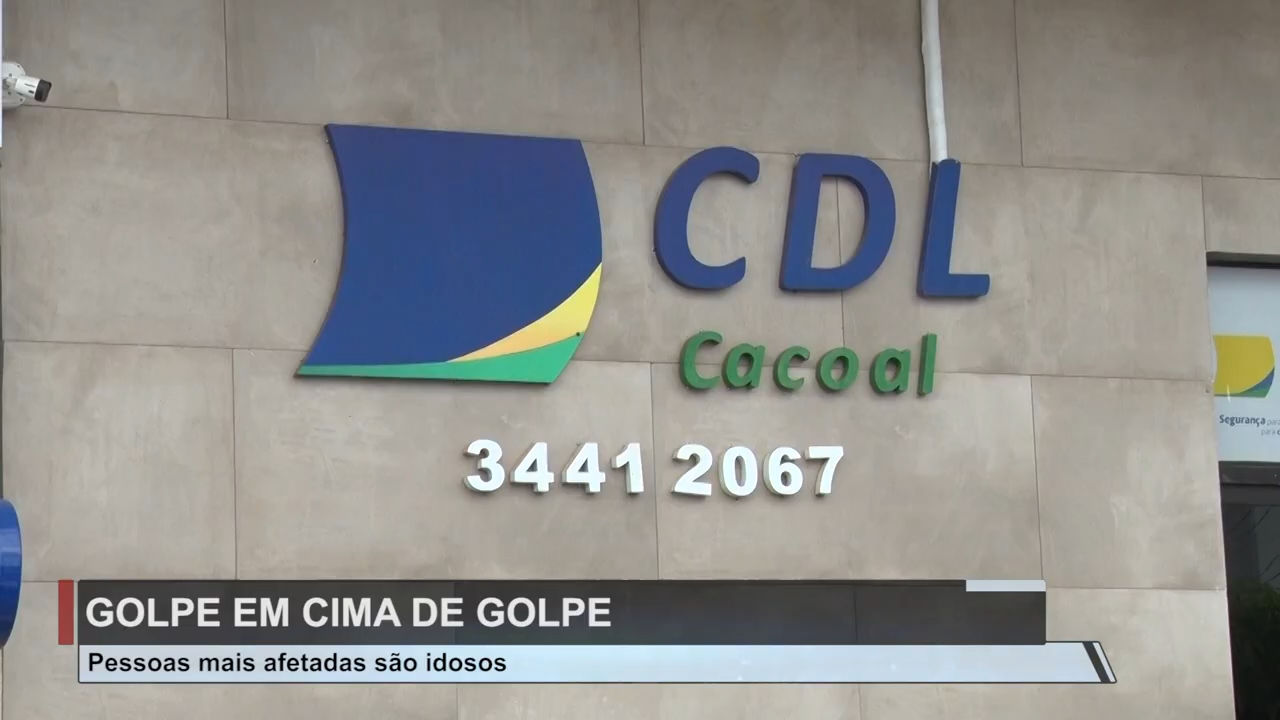 CDL
Cacoal
3441 2067
Segurança
GOLPE EM CIMA DE GOLPE
Pessoas mais afetadas são idosos